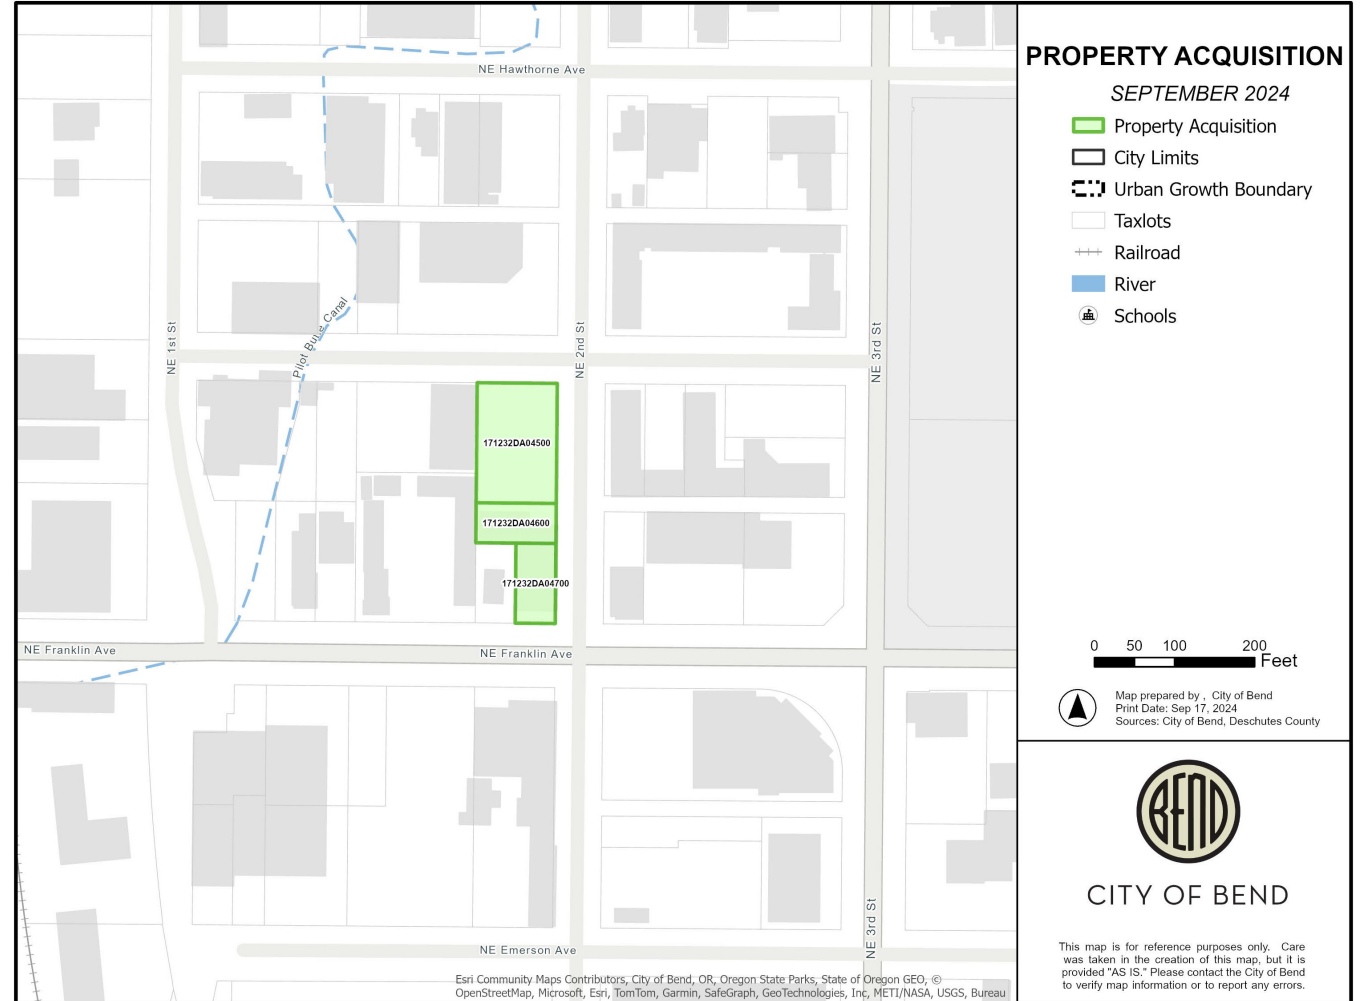 NE Hawthorne Ave
NE 1st St
Pilot Butte Canal
NE 2nd St
NE 3rd St
171232DA04500
171232DA04600
171232DA04700
NE Franklin Ave
NE Franklin Ave
NE 3rd St
NE Emerson Ave
Esri Community Maps Contributors, City of Bend, OR, Oregon State Parks, State of Oregon GEO, ©
OpenStreetMap, Microsoft, Esri, TomTom, Garmin, SafeGraph, GeoTechnologies, Inc, METI/NASA, USGS, Bureau
PROPERTY ACQUISITION
SEPTEMBER 2024
Property Acquisition
City Limits
Urban Growth Boundary
Taxlots
Railroad
River
Schools
0 50 100 200
Feet
Map prepared by , City of Bend
Print Date: Sep 17, 2024
Sources: City of Bend, Deschutes County
BEND
CITY OF BEND
This map is for reference purposes only. Care
was taken in the creation of this map, but it is
provided "AS IS." Please contact the City of Bend
to verify map information or to report any errors.